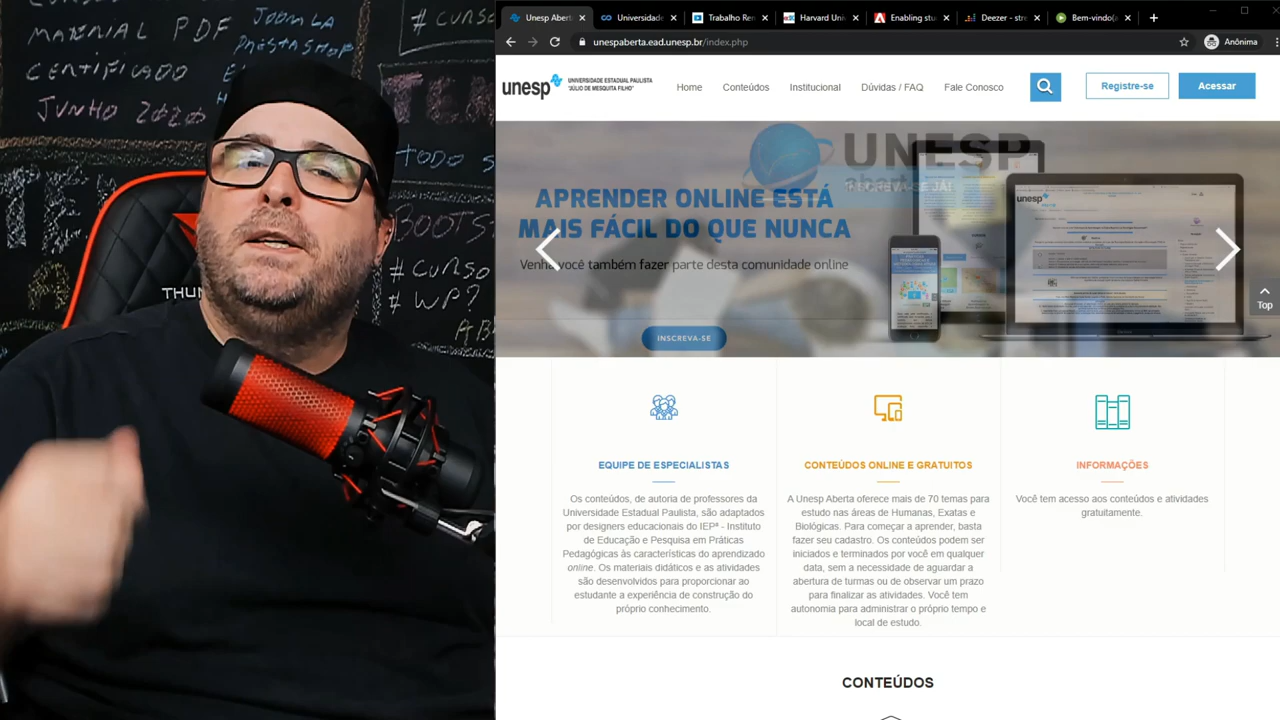 # CURSO
MATERIAL PDF
CERTIFICADO
JUNHO 2020
JOOMLA
PRESTASHOP
TODO S
BOOTS
# CURSO
# WP?
THUN
Unesp Abert
Universidade
Trabalho Ren
Harvard Univ
Enabling stu
Deezer - stre
Bem-vindo(
unespaberta.ead.unesp.br/index.php
Anônima
unesp
UNIVERSIDADE ESTADUAL PAULISTA
"JÚLIO DE MESQUITA FILHO"
Home
Conteúdos
Institucional
Dúvidas / FAQ
Fale Conosco
Registre-se
Acessar
UNESP
INSCREVA-SE JÁ!
APRENDER ONLINE ESTÁ
MAIS FÁCIL DO QUE NUNCA
Venha você também fazer parte desta comunidade online
INSCREVA-SE
unesp
Top
EQUIPE DE ESPECIALISTAS
Os conteúdos, de autoria de professores da
Universidade Estadual Paulista, são adaptados
por designers educacionais do IEP³ - Instituto
de Educação e Pesquisa em Práticas
Pedagógicas às características do aprendizado
online. Os materiais didáticos e as atividades
são desenvolvidos para proporcionar ao
estudante a experiência de construção do
próprio conhecimento.
CONTEÚDOS ONLINE E GRATUITOS
A Unesp Aberta oferece mais de 70 temas para
estudo nas áreas de Humanas, Exatas e
Biológicas. Para começar a aprender, basta
fazer seu cadastro. Os conteúdos podem ser
iniciados e terminados por você em qualquer
data, sem a necessidade de aguardar a
abertura de turmas ou de observar um prazo
para finalizar as atividades. Você tem
autonomia para administrar o próprio tempo e
local de estudo.
INFORMAÇÕES
Você tem acesso aos conteúdos e atividades
gratuitamente.
CONTEÚDOS